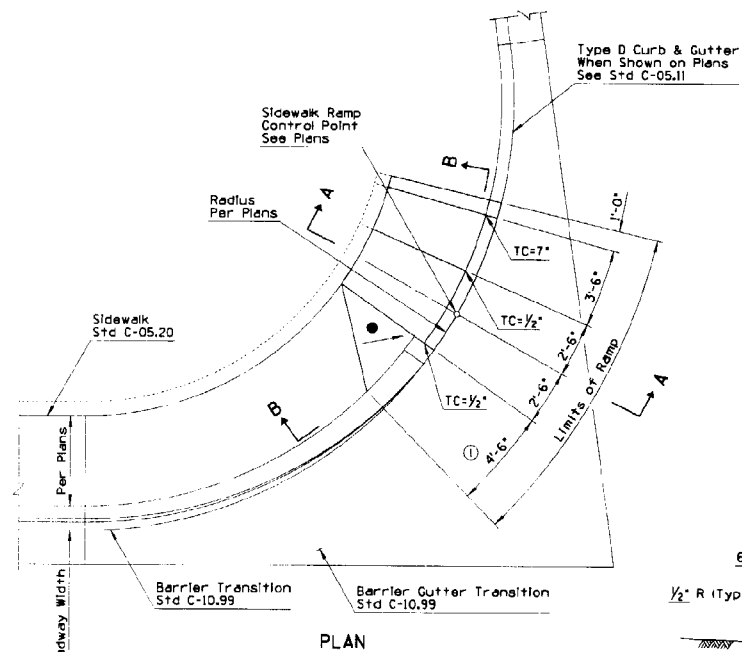 Type D Curb & Gutter
When Shown on Plans
See Std C-05.11
Sidewalk Ramp
Control Point
See Plans
B
A
Radius
Per Plans
1'-0"
TC=7"
3'-6"
TC=½"
Sidewalk
Std C-05.20
2'-6"
2'-6"
Limits of Ramp
A
TC=½"
B
① 4'-6"
Per Plans
Barrier Transition
Std C-10.99
Barrier Gutter Transition
Std C-10.99
Width
6
½" R (Typ
PLAN